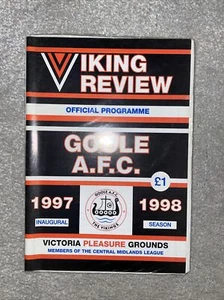 VIKING
REVIEW
OFFICIAL PROGRAMME
GOOLE
A.F.C.
£1
1997 1998
INAUGURAL SEASON
GOOLE A.F.C.
THE VIKINGS
VICTORIA PLEASURE GROUNDS
MEMBERS OF THE CENTRAL MIDLANDS LEAGUE